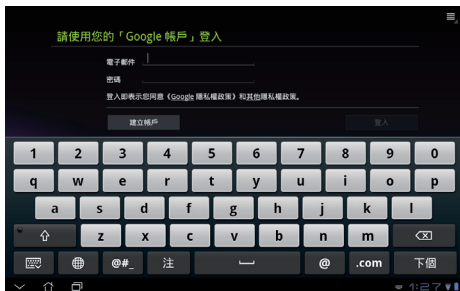 請使用您的「Google 帳戶」登入
電子郵件
密碼
登入即表示您同意《Google 隱私權政策》和其他隱私權政策。
建立帳戶 登入
1 2 3 4 5 6 7 8 9 0
q w e r t y u i o p
a s d f g h j k l
z x c v b n m
@#_ 注 @ .com 下個
1:27